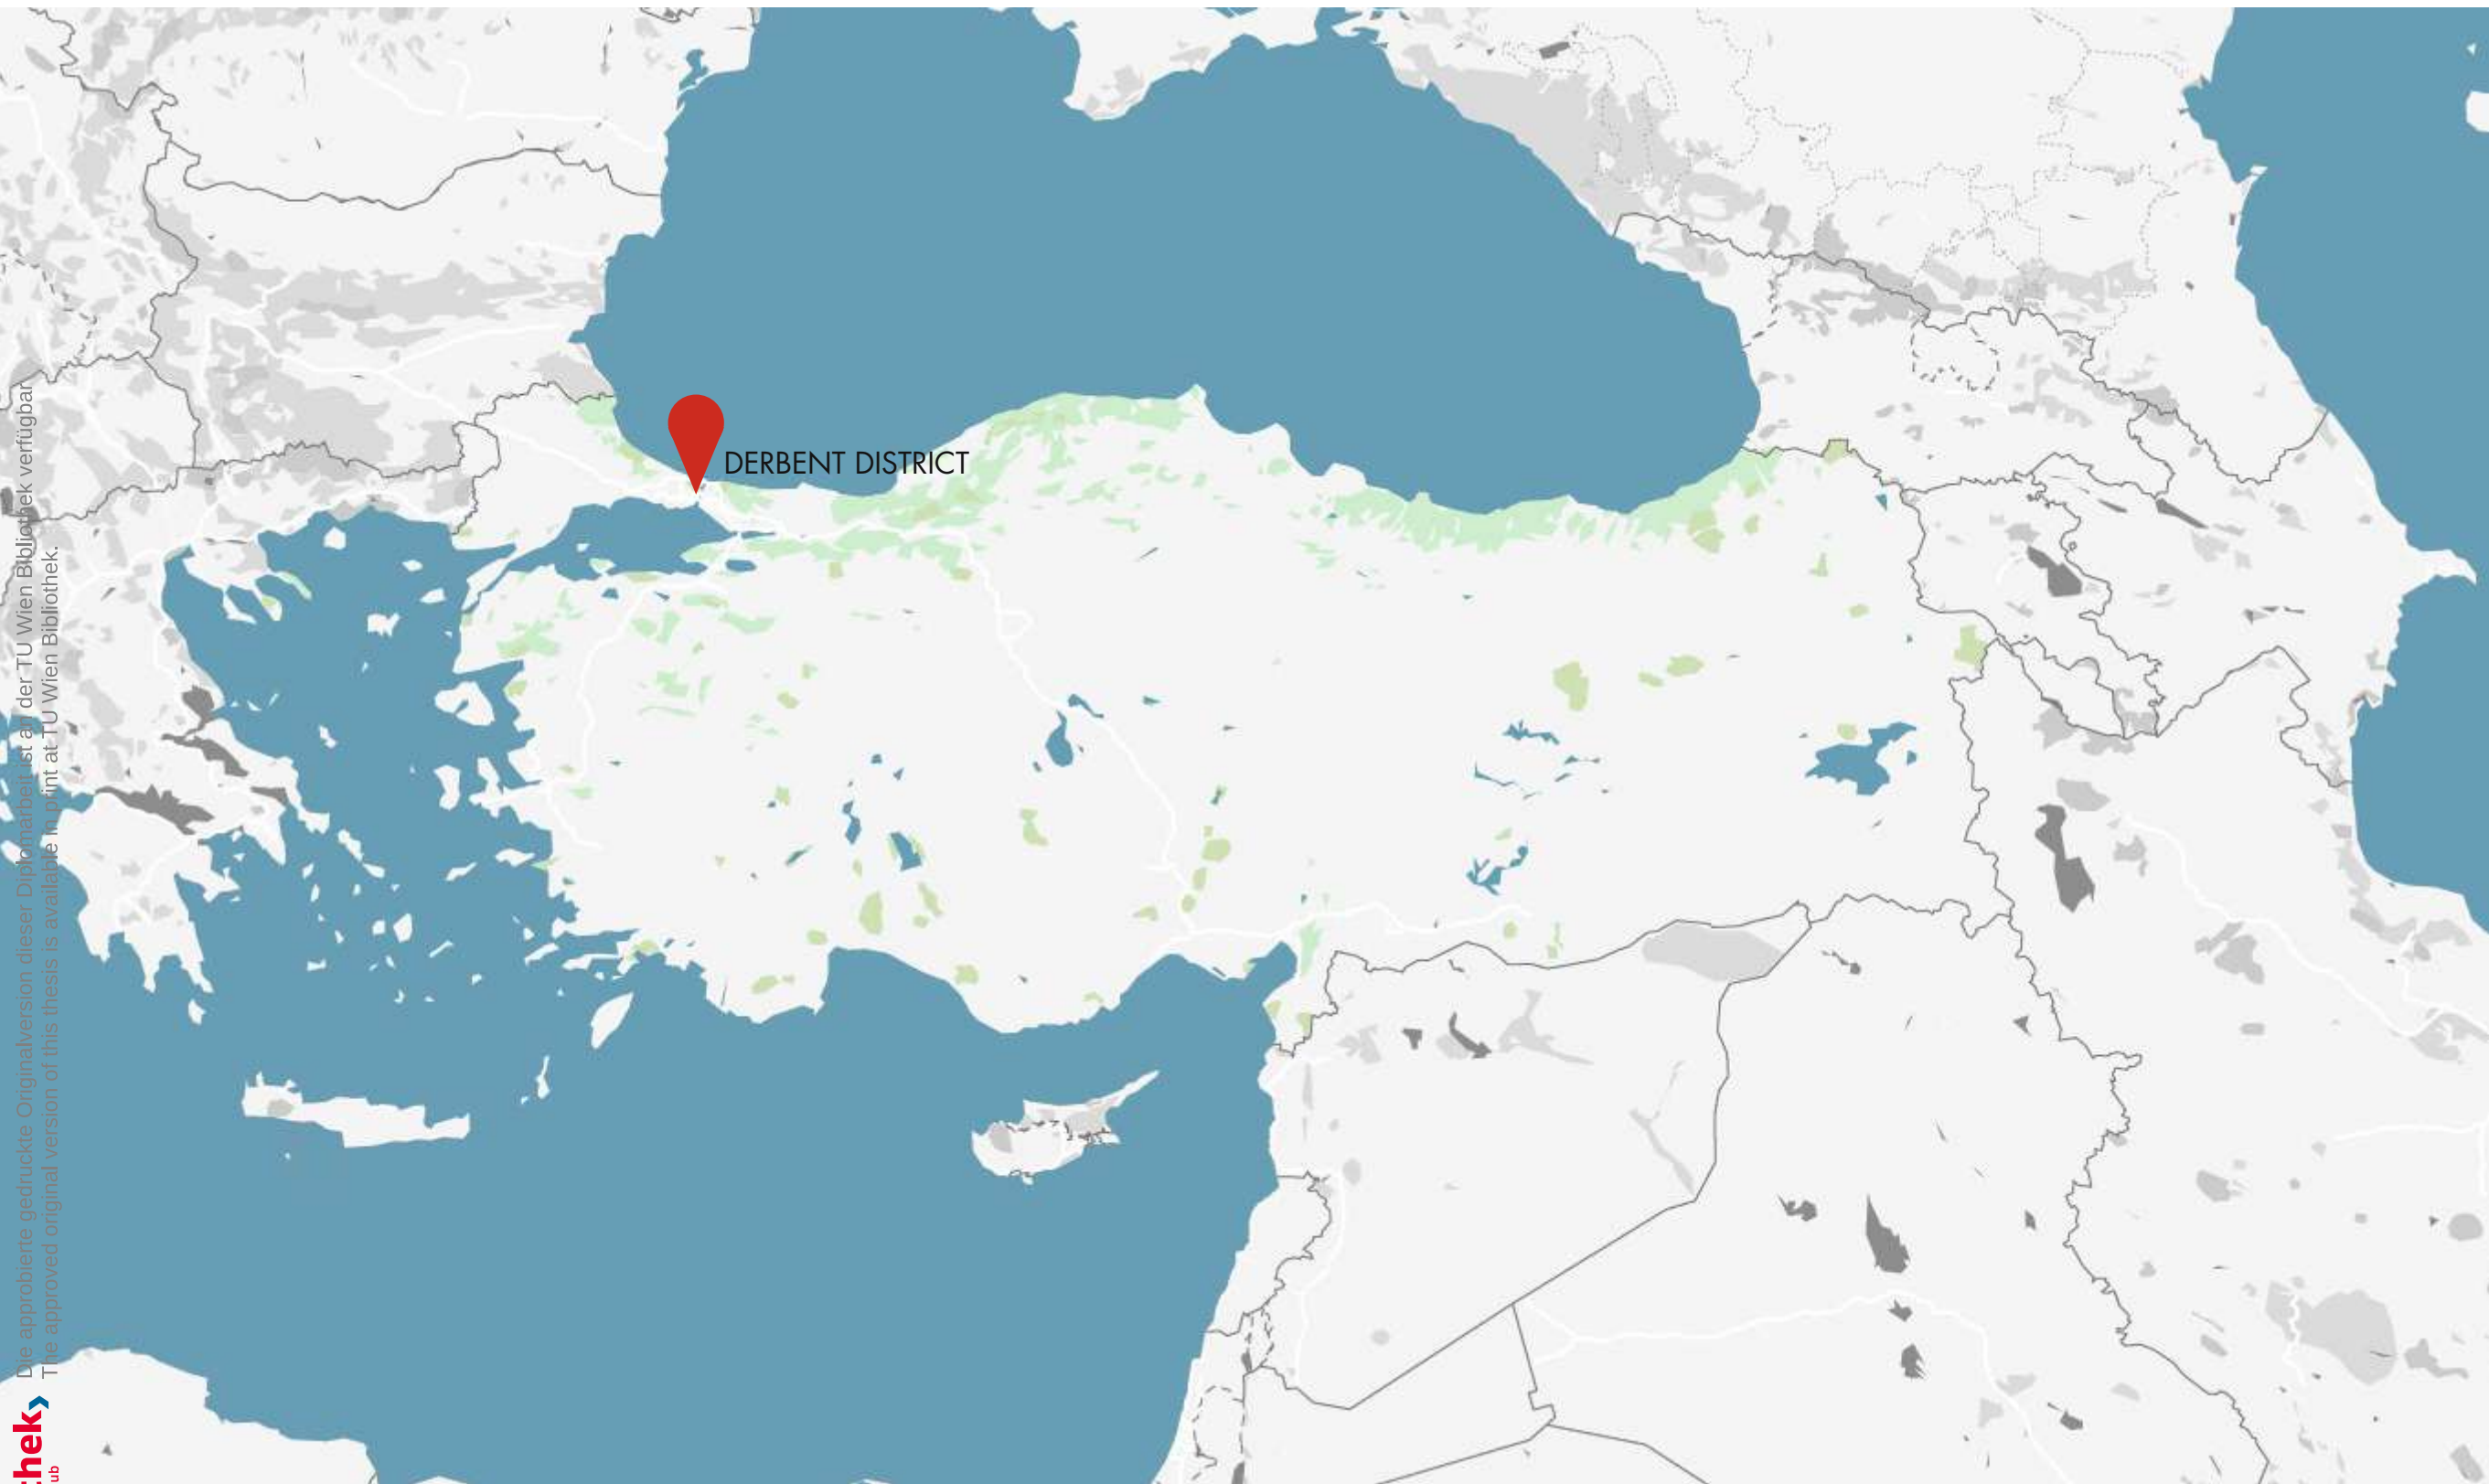 DERBENT DISTRICT
Die approbierte gedruckte Originalversion dieser Diplomarbeit ist an der TU Wien Bibliothek verfügbar
The approved original version of this thesis is available in print at TU Wien Bibliothek.